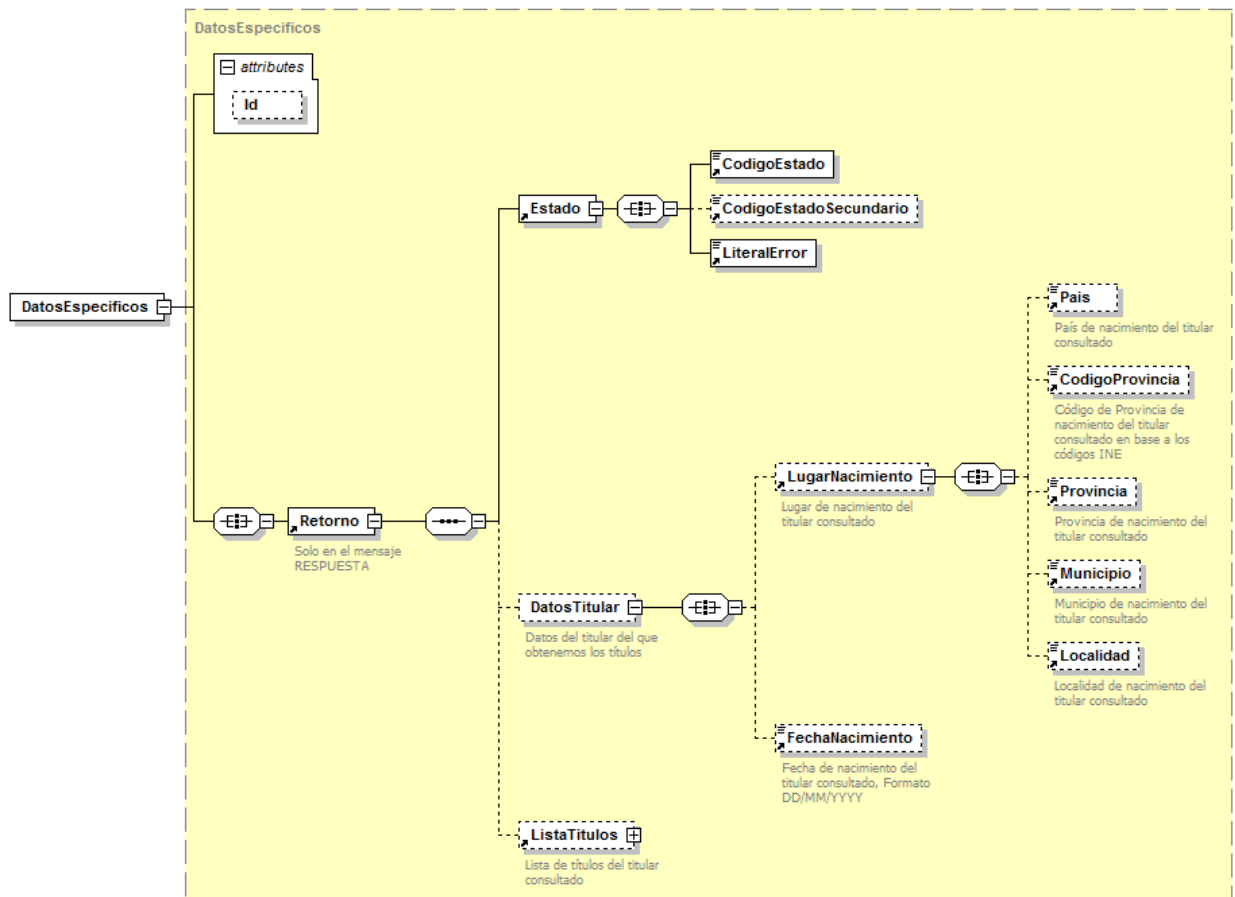 DatosEspecificos
attributes
Id
CodigoEstado
Estado
CodigoEstadoSecundario
LiteralError
DatosEspecificos
Pais
País de nacimiento del titular
consultado
CodigoProvincia
Código de Provincia de
nacimiento del titular
consultado en base a los
códigos INE
LugarNacimiento
Lugar de nacimiento del
titular consultado
Provincia
Provincia de nacimiento del
titular consultado
Retorno
Solo en el mensaje
RESPUESTA
Municipio
Municipio de nacimiento del
titular consultado
DatosTitular
Datos del titular del que
obtenemos los títulos
Localidad
Localidad de nacimiento del
titular consultado
FechaNacimiento
Fecha de nacimiento del
titular consultado, Formato
DD/MM/YYYY
ListaTitulos
Lista de títulos del titular
consultado